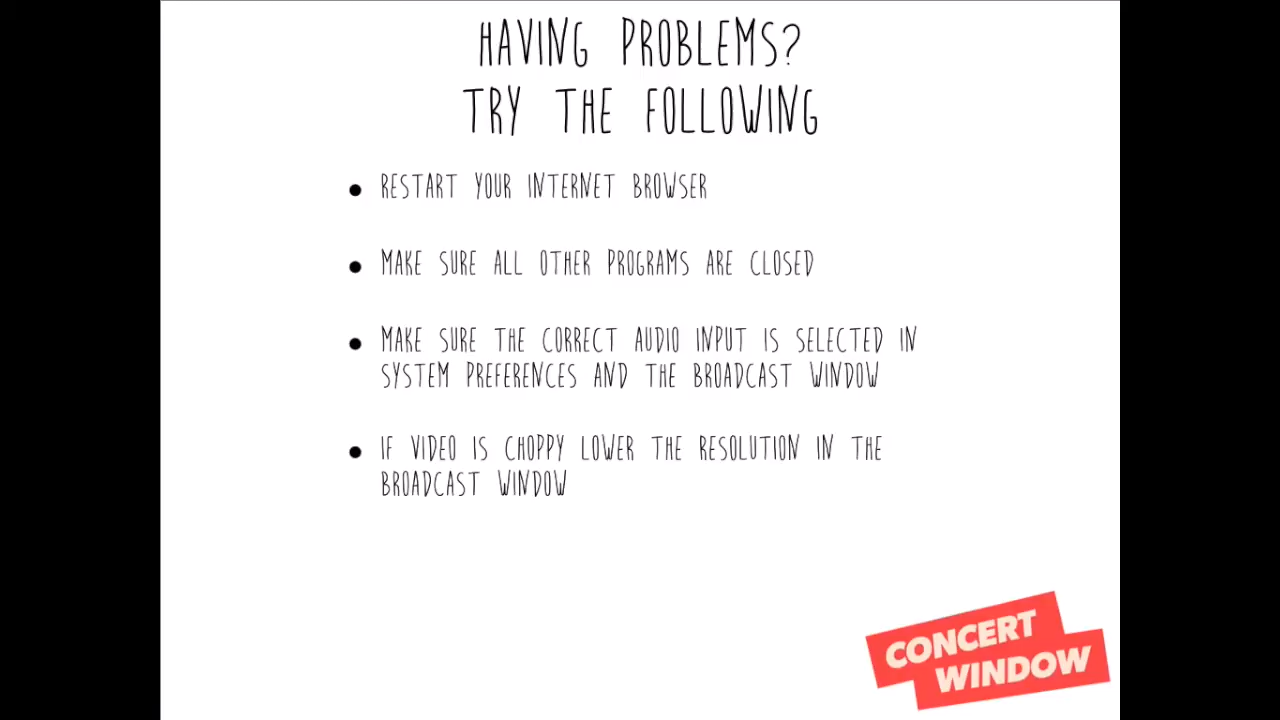 HAVING PROBLEMS?
TRY THE FOLLOWING
• RESTART YOUR INTERNET BROWSER
• MAKE SURE ALL OTHER PROGRAMS ARE CLOSED
• MAKE SURE THE CORRECT AUDIO INPUT IS SELECTED IN
SYSTEM PREFERENCES AND THE BROADCAST WINDOW
• IF VIDEO IS CHOPPY LOWER THE RESOLUTION IN THE
BROADCAST WINDOW
CONCERT
WINDOW